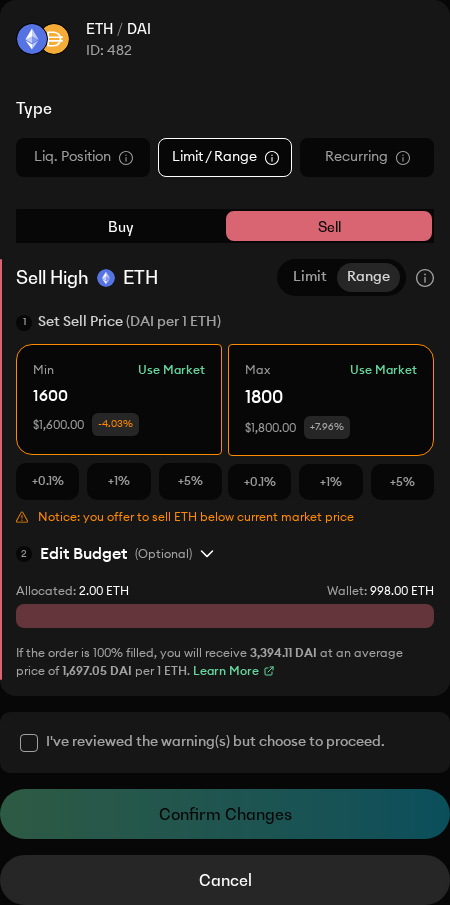 ETH / DAI
ID: 482
Type
Liq. Position
Limit / Range
Recurring
Buy
Sell
Sell High ETH
Limit
Range
1 Set Sell Price (DAI per 1 ETH)
Min Use Market
1600
$1,600.00 -4.03%
Max Use Market
1800
$1,800.00 +7.96%
+0.1% +1% +5% +0.1% +1% +5%
Notice: you offer to sell ETH below current market price
2 Edit Budget (Optional)
Allocated: 2.00 ETH Wallet: 998.00 ETH
If the order is 100% filled, you will receive 3,394.11 DAI at an average
price of 1,697.05 DAI per 1 ETH. Learn More
I've reviewed the warning(s) but choose to proceed.
Confirm Changes
Cancel